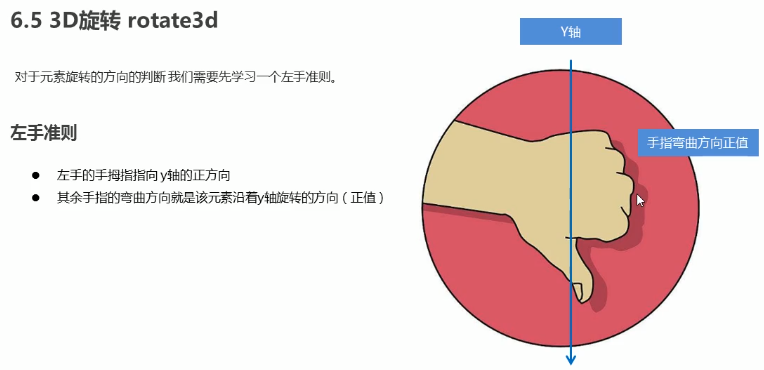 6.5 3D旋转 rotate3d
Y轴
对于元素旋转的方向的判断 我们需要先学习一个左手准则。
左手准则
手指弯曲方向正值
● 左手的手拇指指向 y轴的正方向
● 其余手指的弯曲方向就是该元素沿着y轴旋转的方向（正值）